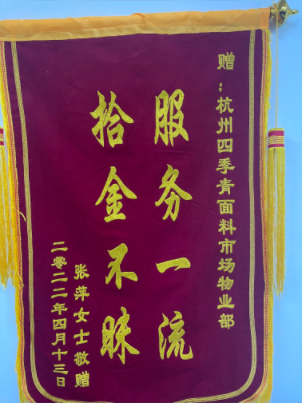 赠：杭州四季青面料市场物业部
服务一流
拾金不昧
张萍女士敬赠
二零二二年四月十三日